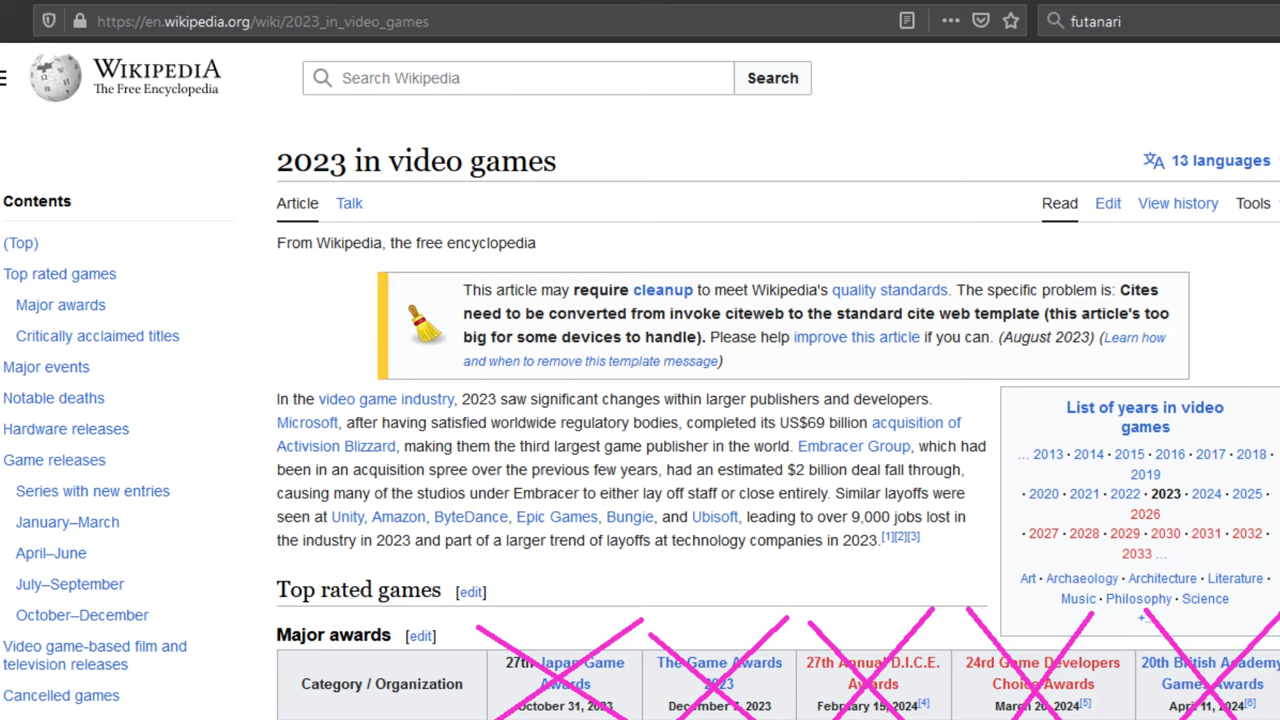 https://en.wikipedia.org/wiki/2023_in_video_games
futanari
WIKIPEDIA
The Free Encyclopedia
Search Wikipedia
Search
2023 in video games
13 languages
Article Talk
Read Edit View history Tools
From Wikipedia, the free encyclopedia
Contents
(Top)
Top rated games
Major awards
Critically acclaimed titles
Major events
Notable deaths
Hardware releases
Game releases
Series with new entries
January–March
April–June
July–September
October–December
Video game-based film and
television releases
Cancelled games
This article may require cleanup to meet Wikipedia's quality standards. The specific problem is: Cites
need to be converted from invoke citeweb to the standard cite web template (this article's too
big for some devices to handle). Please help improve this article if you can. (August 2023) (Learn how
and when to remove this template message)
In the video game industry, 2023 saw significant changes within larger publishers and developers.
Microsoft, after having satisfied worldwide regulatory bodies, completed its US$69 billion acquisition of
Activision Blizzard, making them the third largest game publisher in the world. Embracer Group, which had
been in an acquisition spree over the previous few years, had an estimated $2 billion deal fall through,
causing many of the studios under Embracer to either lay off staff or close entirely. Similar layoffs were
seen at Unity, Amazon, ByteDance, Epic Games, Bungie, and Ubisoft, leading to over 9,000 jobs lost in
the industry in 2023 and part of a larger trend of layoffs at technology companies in 2023.[1][2][3]
List of years in video
games
... 2013 · 2014 · 2015 · 2016 · 2017 · 2018 ·
2019
· 2020 · 2021 · 2022 · 2023 · 2024 · 2025 ·
2026
· 2027 · 2028 · 2029 · 2030 · 2031 · 2032 ·
2033 ...
Art · Archaeology · Architecture · Literature ·
Music · Philosophy · Science
+...
Top rated games [edit]
Major awards [edit]
Category / Organization
27th Japan Game
Awards
October 31, 2023
The Game Awards
2023
December 7, 2023
27th Annual D.I.C.E.
Awards
February 15, 2024[4]
24rd Game Developers
Choice Awards
March 20, 2024[5]
20th British Academy
Games Awards
April 11, 2024[6]